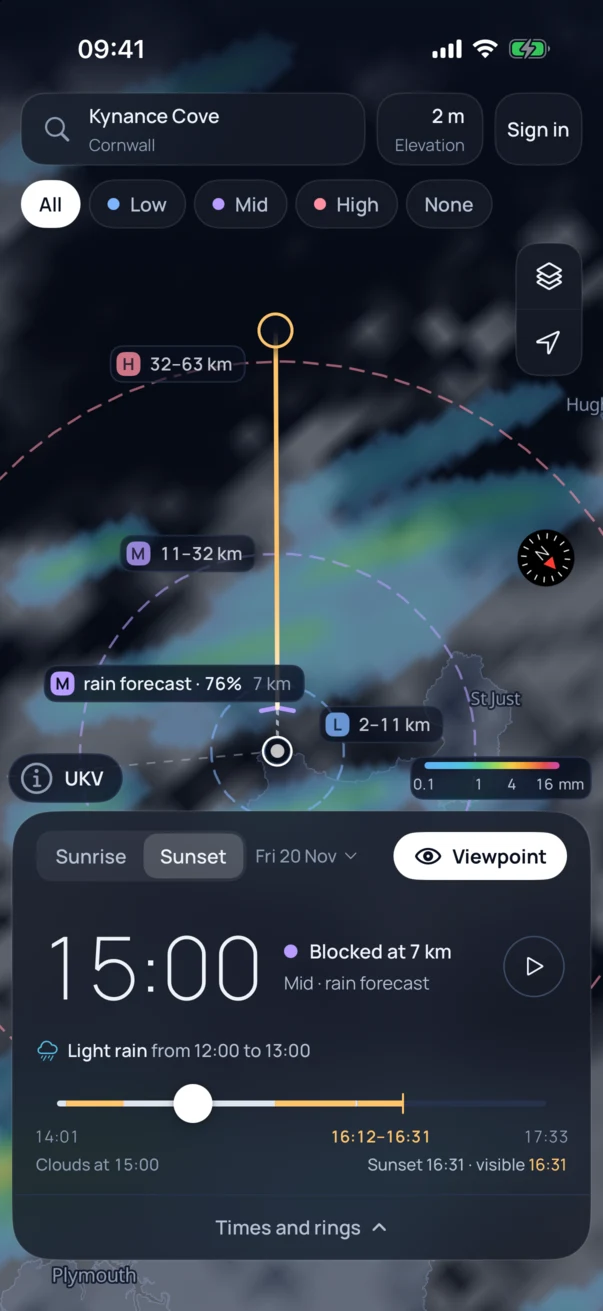 09:41
Kynance Cove
Cornwall
2 m
Elevation
Sign in
All
Low
Mid
High
None
H 32–63 km
M 11–32 km
N
M rain forecast · 76% 7 km
St Just
L 2–11 km
UKV
0.1 1 4 16 mm
Sunrise
Sunset
Fri 20 Nov
Viewpoint
15:00
Blocked at 7 km
Mid · rain forecast
Light rain from 12:00 to 13:00
14:01
16:12–16:31
17:33
Clouds at 15:00
Sunset 16:31 · visible 16:31
Times and rings
Plymouth